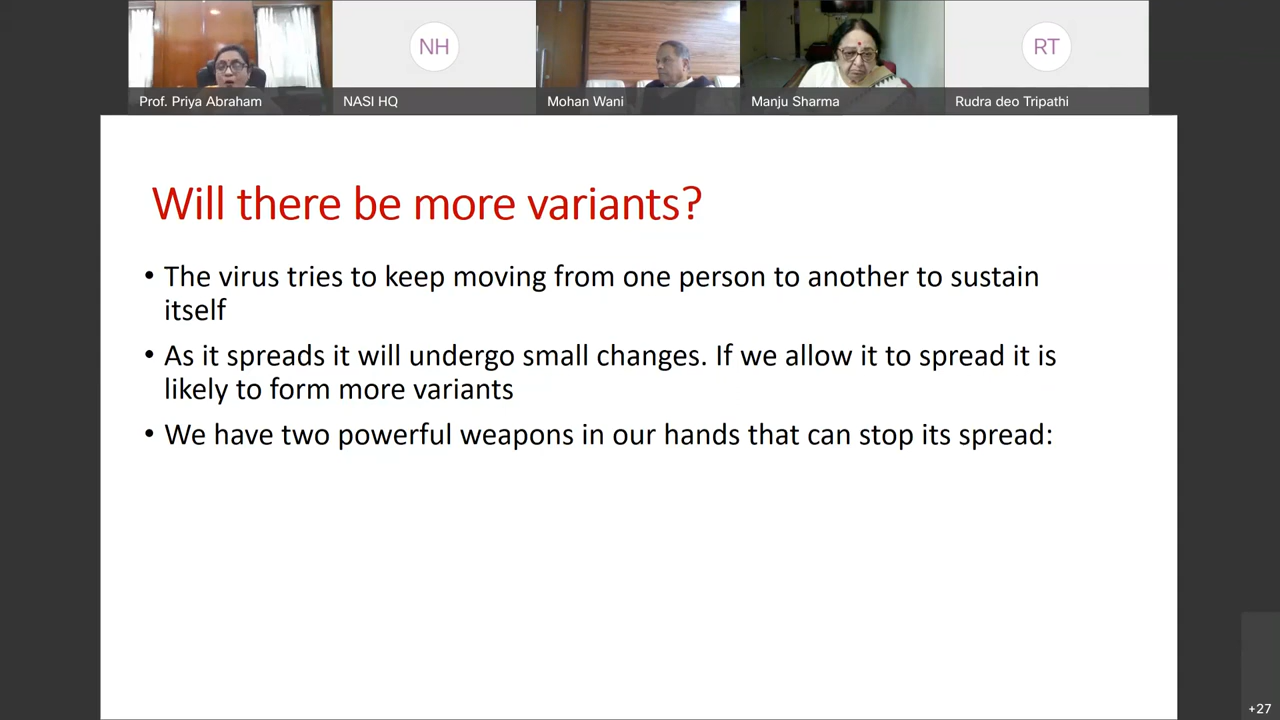 NH
RT
Prof. Priya Abraham
NASI HQ
Mohan Wani
Manju Sharma
Rudra deo Tripathi
Will there be more variants?
• The virus tries to keep moving from one person to another to sustain
itself
• As it spreads it will undergo small changes. If we allow it to spread it is
likely to form more variants
• We have two powerful weapons in our hands that can stop its spread:
+27